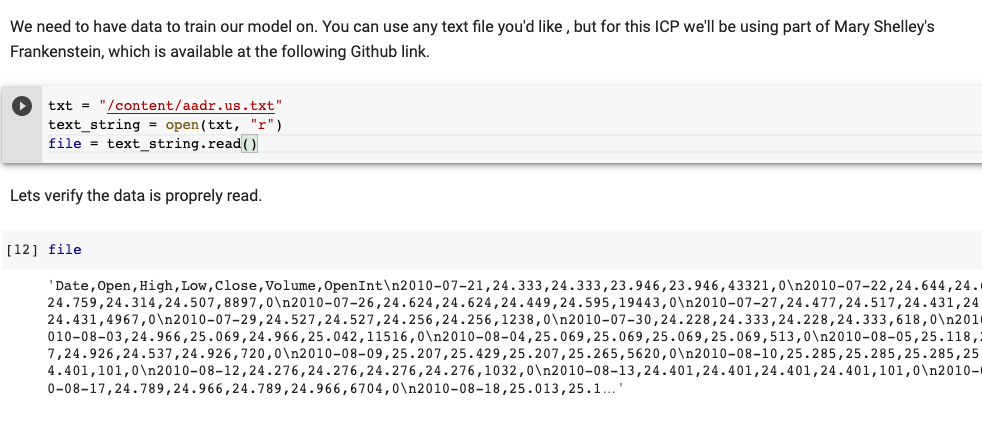 We need to have data to train our model on. You can use any text file you'd like , but for this ICP we'll be using part of Mary Shelley's
Frankenstein, which is available at the following Github link.
txt = "/content/aadr.us.txt"
text_string = open(txt, "r")
file = text_string.read()
Lets verify the data is proprely read.
[12] file
'Date,Open,High,Low,Close,Volume,OpenInt\n2010-07-21,24.333,24.333,23.946,23.946,43321,0\n2010-07-22,24.644,24.
24.759,24.314,24.507,8897,0\n2010-07-26,24.624,24.624,24.449,24.595,19443,0\n2010-07-27,24.477,24.517,24.431,24
24.431,4967,0\n2010-07-29,24.527,24.527,24.256,24.256,1238,0\n2010-07-30,24.228,24.333,24.228,24.333,618,0\n201
010-08-03,24.966,25.069,24.966,25.042,11516,0\n2010-08-04,25.069,25.069,25.069,25.069,513,0\n2010-08-05,25.118,
7,24.926,24.537,24.926,720,0\n2010-08-09,25.207,25.429,25.207,25.265,5620,0\n2010-08-10,25.285,25.285,25.285,25
4.401,101,0\n2010-08-12,24.276,24.276,24.276,24.276,1032,0\n2010-08-13,24.401,24.401,24.401,24.401,101,0\n2010-
0-08-17,24.789,24.966,24.789,24.966,6704,0\n2010-08-18,25.013,25.1...'